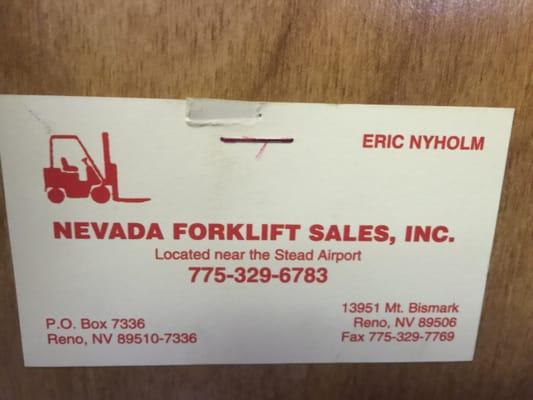 ERIC NYHOLM
NEVADA FORKLIFT SALES, INC.
Located near the Stead Airport
775-329-6783
P.O. Box 7336
Reno, NV 89510-7336
13951 Mt. Bismark
Reno, NV 89506
Fax 775-329-7769